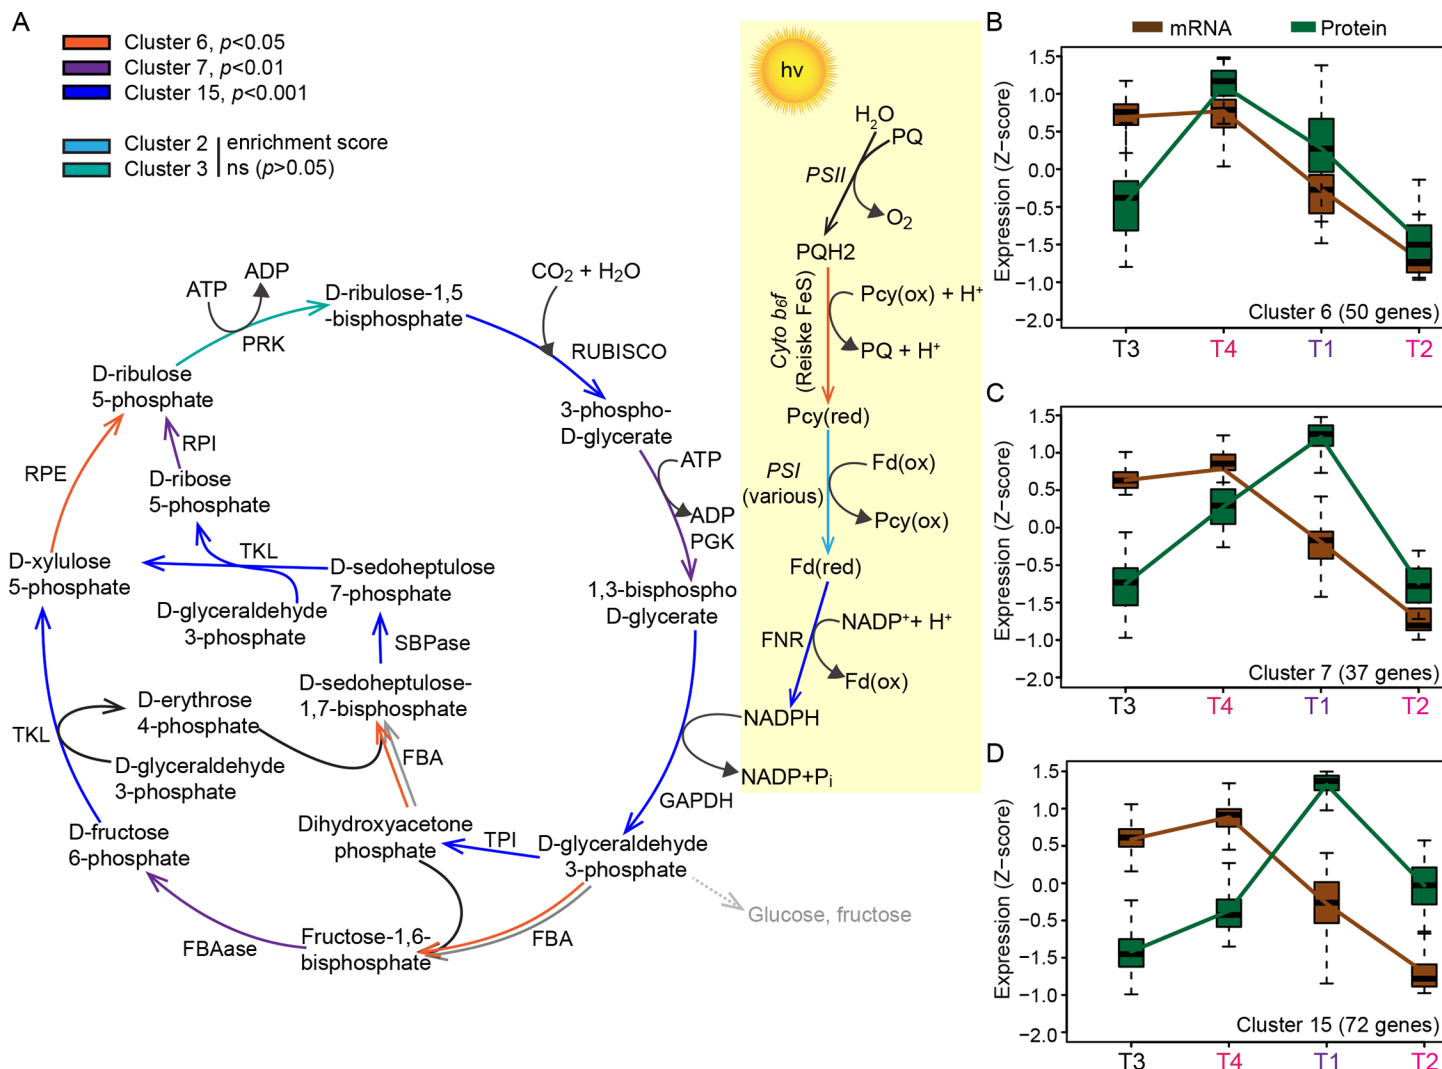 A
Cluster 6, p<0.05
Cluster 7, p<0.01
Cluster 15, p<0.001
Cluster 2
Cluster 3
enrichment score
ns (p>0.05)
hv
H2O
PQ
PSII
O2
PQH2
Cyto b6f
(Reiske FeS)
Pcy(ox) + H+
PQ + H+
Pcy(red)
PSI
(various)
Fd(ox)
Pcy(ox)
Fd(red)
FNR
NADP+ + H+
Fd(ox)
NADPH
NADP+Pi
ATP
ADP
PRK
D-ribulose-1,5
-bisphosphate
CO2 + H2O
RUBISCO
3-phospho-
D-glycerate
ATP
ADP
PGK
1,3-bisphospho
D-glycerate
GAPDH
D-glyceraldehyde
3-phosphate
Glucose, fructose
TPI
Dihydroxyacetone
phosphate
FBA
FBA
Fructose-1,6-
bisphosphate
FBAase
D-fructose
6-phosphate
TKL
D-erythrose
4-phosphate
D-glyceraldehyde
3-phosphate
D-sedoheptulose-
1,7-bisphosphate
SBPase
D-sedoheptulose
7-phosphate
TKL
D-glyceraldehyde
3-phosphate
D-xylulose
5-phosphate
D-ribose
5-phosphate
RPI
RPE
D-ribulose
5-phosphate
B
mRNA
Protein
Expression (Z−score)
1.5
1.0
0.5
0.0
−0.5
−1.5
−1.0
−2.0
Cluster 6 (50 genes)
T3
T4
T1
T2
C
Expression (Z−score)
1.5
1.0
0.5
0.0
−0.5
−1.5
−1.0
−2.0
Cluster 7 (37 genes)
T3
T4
T1
T2
D
Expression (Z−score)
1.5
1.0
0.5
0.0
−0.5
−1.5
−1.0
−2.0
Cluster 15 (72 genes)
T3
T4
T1
T2